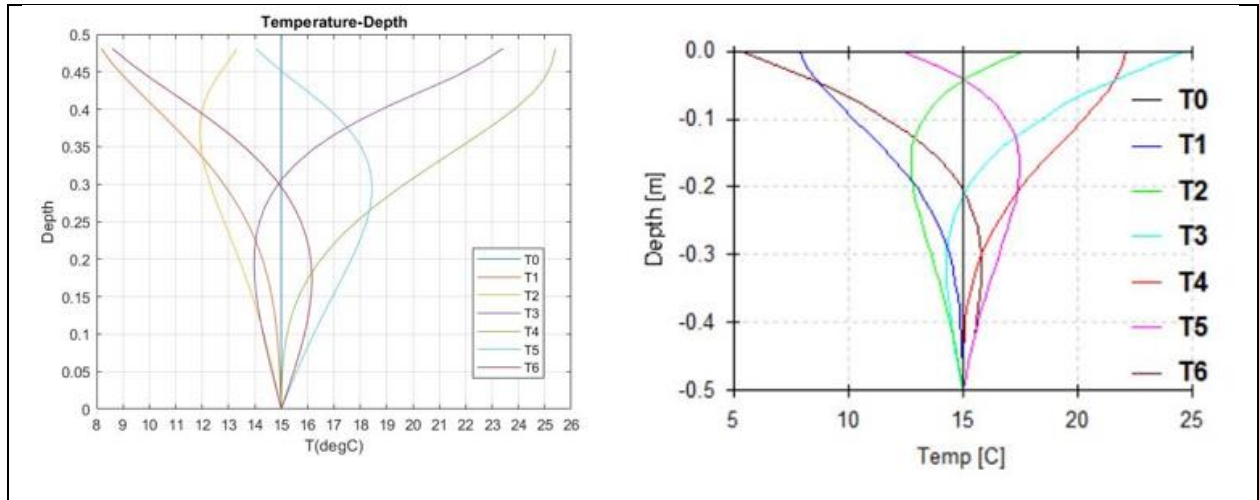 Temperature-Depth
0.5
0.45
0.4
0.35
0.3
0.25
0.2
0.15
0.1
0.05
0
Depth
8 9 10 11 12 13 14 15 16 17 18 19 20 21 22 23 24 25 26
T(degC)
T0
T1
T2
T3
T4
T5
T6
0.0
-0.1
-0.2
-0.3
-0.4
-0.5
Depth [m]
5 10 15 20 25
Temp [C]
T0
T1
T2
T3
T4
T5
T6